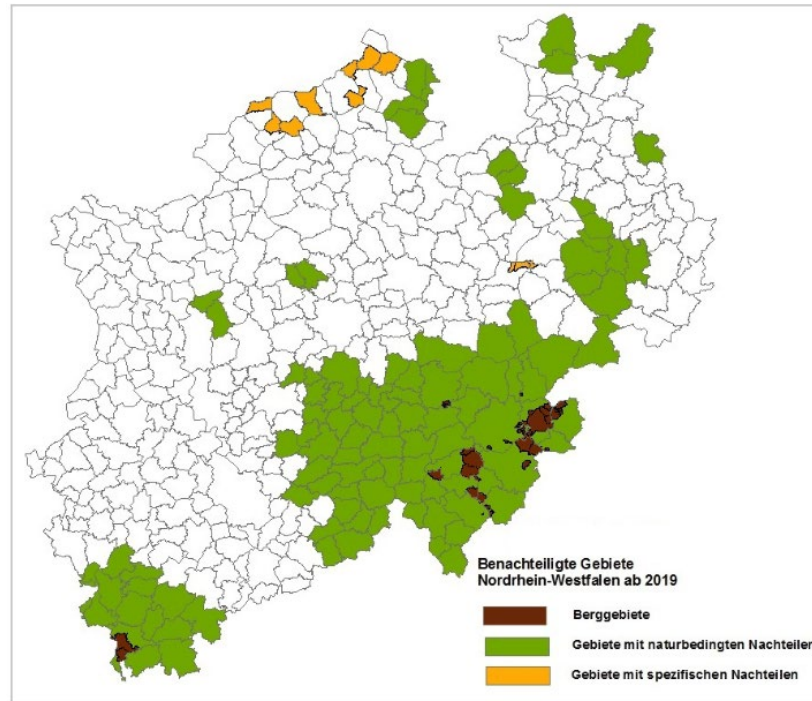 Benachteiligte Gebiete
Nordrhein-Westfalen ab 2019
Berggebiete
Gebiete mit naturbedingten Nachteilen
Gebiete mit spezifischen Nachteilen